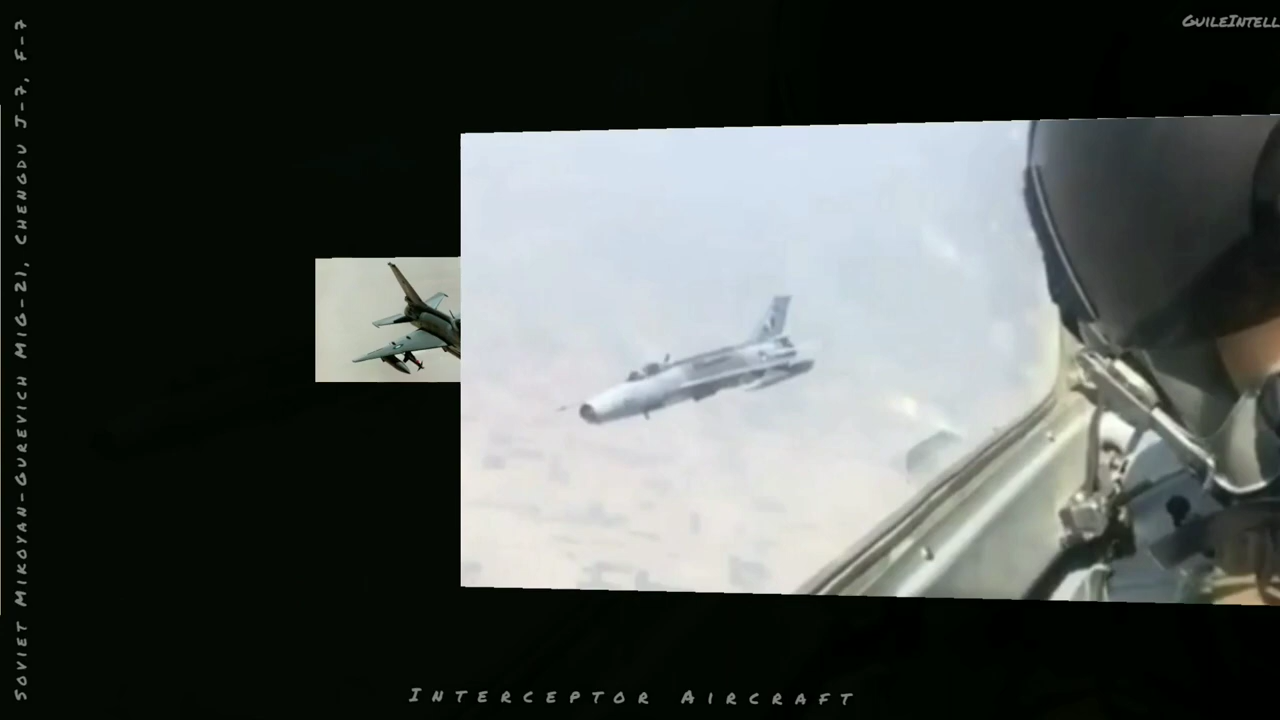 GuileIntell
Soviet Mikoyan-Gurevich MiG-21, Chengdu J-7, F-7
Interceptor Aircraft